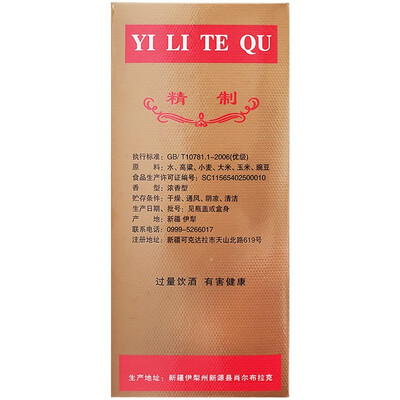 YI LI TE QU
精 制
执行标准：GB/ T10781.1–2006(优级)
原 料：水、高粱、小麦、大米、玉米、豌豆
食品生产许可证编号：SC11565402500010
香 型：浓香型
贮存条件：干燥、通风、阴凉、清洁
生产日期、批号：见瓶盖或盒身
产 地：新疆 伊犁
联系电话：0999-5266017
注册地址：新疆可克达拉市天山北路619号
过量饮酒 有害健康
生产地址：新疆伊犁州新源县肖尔布拉克